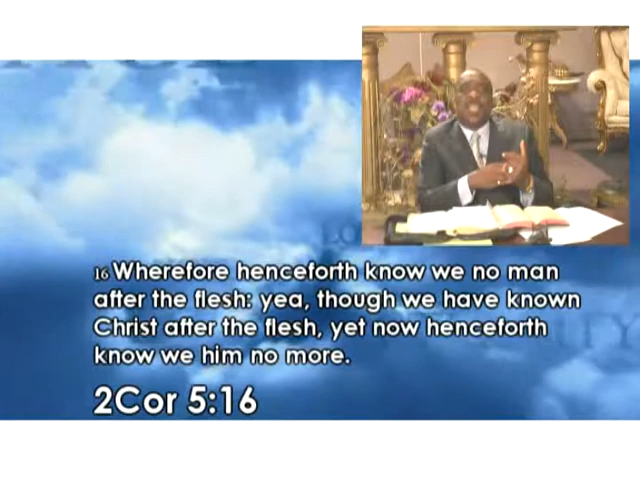 16 Wherefore henceforth know we no man
after the flesh: yea, though we have known
Christ after the flesh, yet now henceforth
know we him no more.
2Cor 5:16